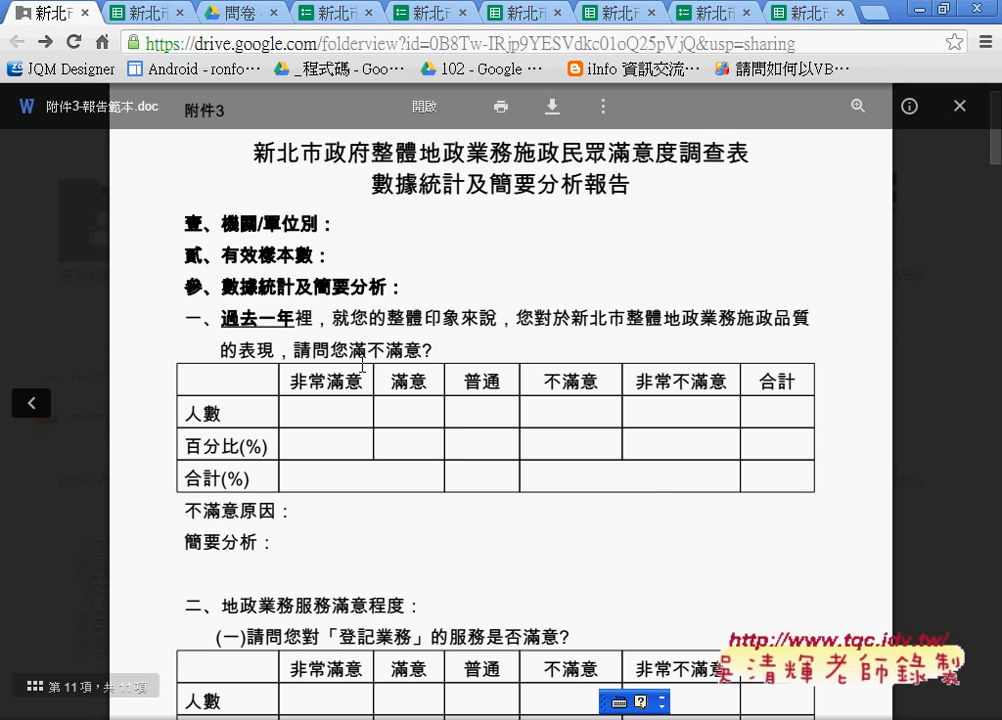 新北市 新北市 問卷 新北市 新北市 新北市 新北市 新北市 新北市
https://drive.google.com/folderview?id=0B8Tw-IRjp9YESVdkc01oQ25pVjQ&usp=sharing
JQM Designer Android - ronfo… _程式碼 - Goo… 102 - Google … iInfo 資訊交流… 請問如何以VB…
附件3-報告範本.doc 開啟
附件3
新北市政府整體地政業務施政民眾滿意度調查表
數據統計及簡要分析報告
壹、機關/單位別：
貳、有效樣本數：
參、數據統計及簡要分析：
一、過去一年裡，就您的整體印象來說，您對於新北市整體地政業務施政品質
的表現，請問您滿不滿意?
非常滿意 滿意 普通 不滿意 非常不滿意 合計
人數
百分比(%)
合計(%)
不滿意原因：
簡要分析：
二、地政業務服務滿意程度：
(一)請問您對「登記業務」的服務是否滿意?
非常滿意 滿意 普通 不滿意 非常不滿
人數
http://www.tqc.idv.tw/
吳清輝老師錄製
第 11 項，共 11 項